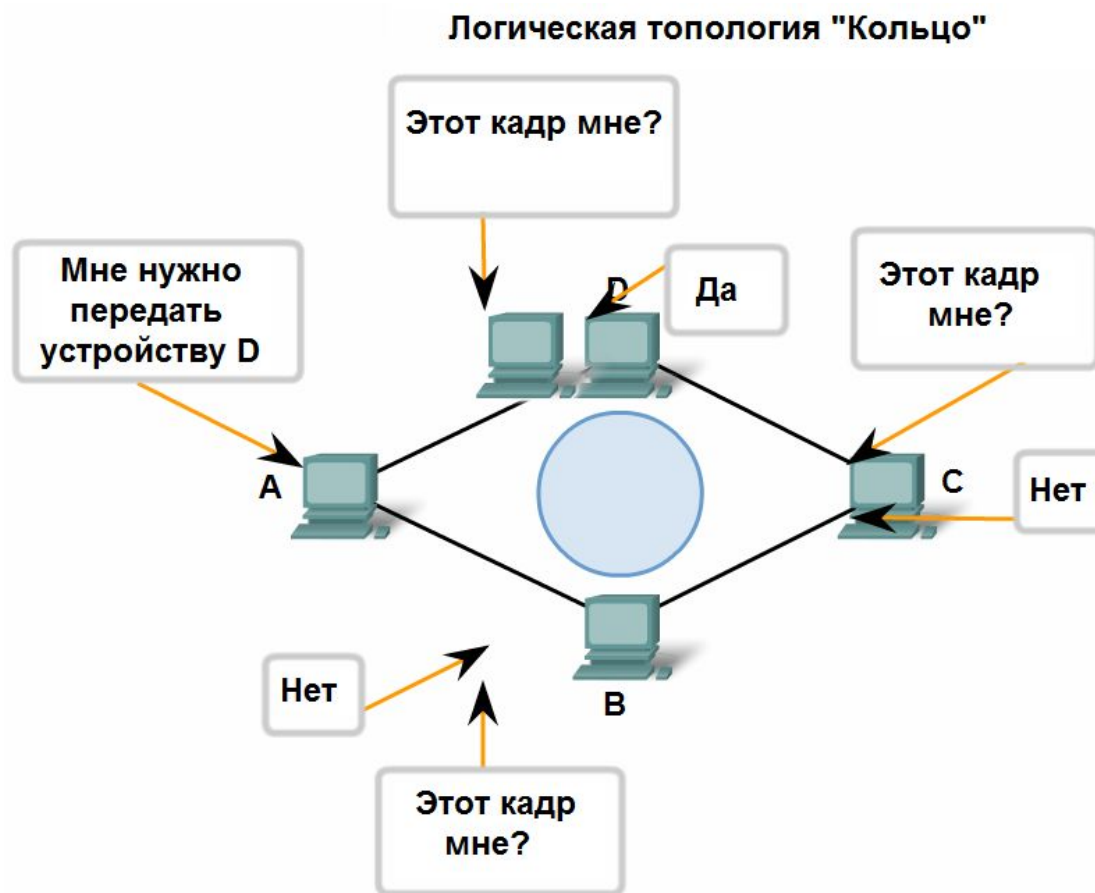 Логическая топология "Кольцо"
Этот кадр мне?
Мне нужно
передать
устройству D
D
Да
Этот кадр
мне?
A
C
Нет
Нет
B
Этот кадр
мне?